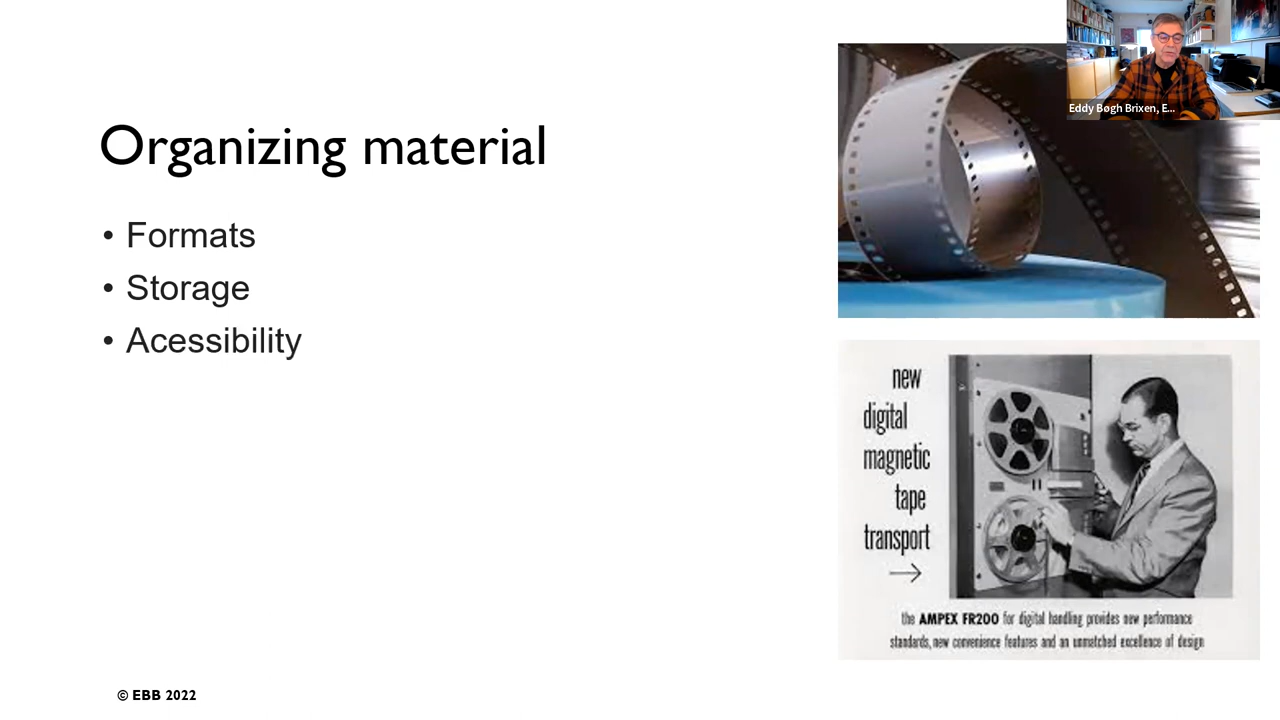 Eddy Bøgh Brixen, E...
Organizing material
• Formats
• Storage
• Acessibility
new
digital
magnetic
tape
transport
→
the AMPEX FR200 for digital handling provides new performance
standards, new convenience features and an unmatched excellence of design
© EBB 2022